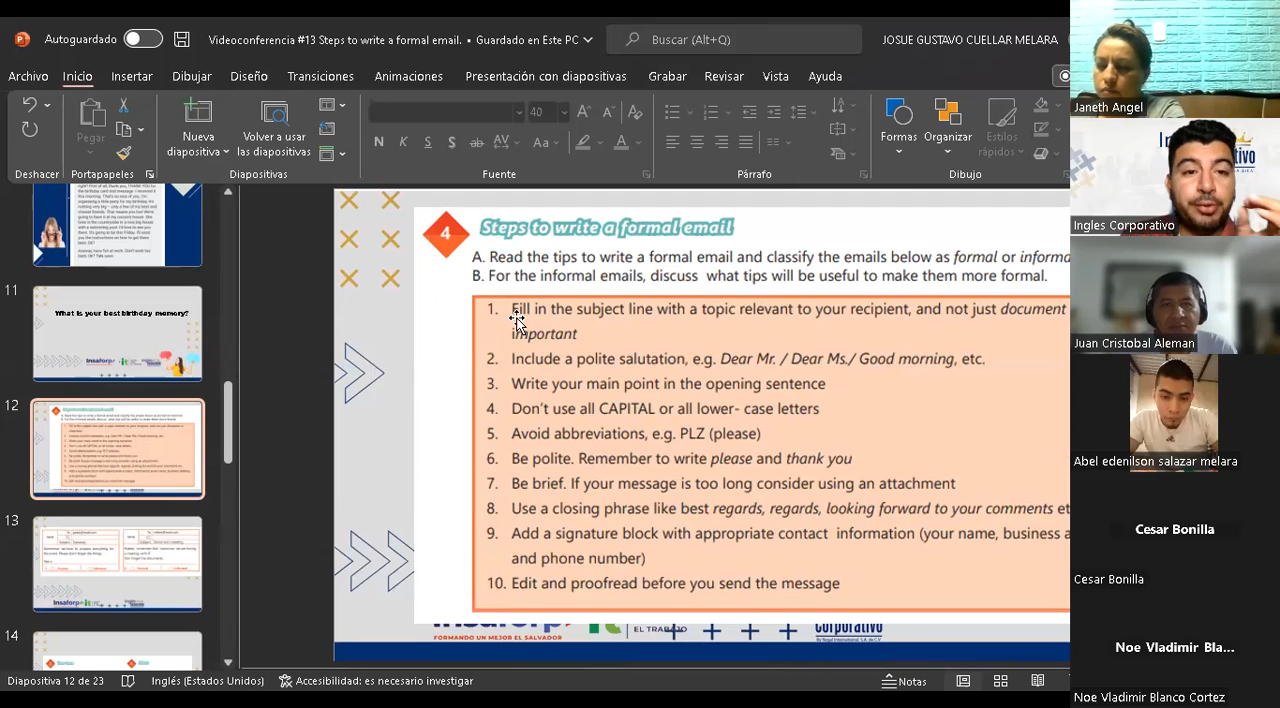 Autoguardado
Videoconferencia #13 Steps to write a formal ema... • Guardado en Este PC
Buscar (Alt+Q)
JOSUE GUSTAVO CUELLAR MELARA
Archivo Inicio Insertar Dibujar Diseño Transiciones Animaciones Presentación con diapositivas Grabar Revisar Vista Ayuda
40
Pegar
Nueva diapositiva
Volver a usar las diapositivas
N K S S ab AV Aa A
Formas Organizar Estilos rápidos
Deshacer Portapapeles Diapositivas Fuente Párrafo Dibujo
11
What is your best birthday memory?
12
13
14
4 Steps to write a formal email
A. Read the tips to write a formal email and classify the emails below as formal or informa
B. For the informal emails, discuss what tips will be useful to make them more formal.
1. Fill in the subject line with a topic relevant to your recipient, and not just document
important
2. Include a polite salutation, e.g. Dear Mr. / Dear Ms./ Good morning, etc.
3. Write your main point in the opening sentence
4. Don't use all CAPITAL or all lower- case letters
5. Avoid abbreviations, e.g. PLZ (please)
6. Be polite. Remember to write please and thank you
7. Be brief. If your message is too long consider using an attachment
8. Use a closing phrase like best regards, regards, looking forward to your comments et
9. Add a signature block with appropriate contact information (your name, business a
and phone number)
10. Edit and proofread before you send the message
FORMANDO UN MEJOR EL SALVADOR
EL TRABAJO
corporativo
Diapositiva 12 de 23
Inglés (Estados Unidos)
Accesibilidad: es necesario investigar
Notas
Janeth Angel
Ingles Corporativo
Juan Cristobal Aleman
Abel edenilson salazar melara
Cesar Bonilla
Cesar Bonilla
Noe Vladimir Bla...
Noe Vladimir Blanco Cortez